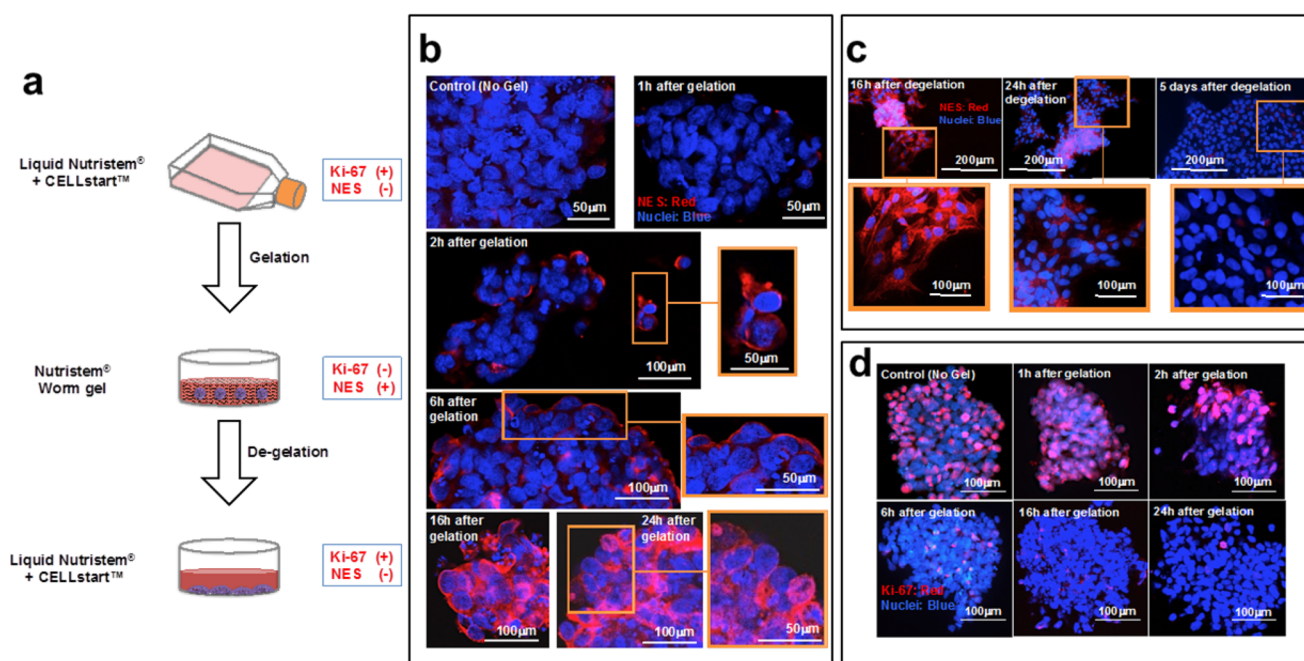 a
Liquid Nutristem®
+ CELLstart™
Ki-67 (+)
NES (-)
Gelation
Nutristem®
Worm gel
Ki-67 (-)
NES (+)
De-gelation
Liquid Nutristem®
+ CELLstart™
Ki-67 (+)
NES (-)
b
Control (No Gel)
50µm
1h after gelation
NES: Red
Nuclei: Blue
50µm
2h after gelation
100µm
50µm
6h after
gelation
100µm
50µm
16h after
gelation
100µm
24h after
gelation
100µm
50µm
c
16h after degelation
NES: Red
Nuclei: Blue
200µm
24h after
degelation
200µm
5 days after degelation
200µm
100µm
100µm
100µm
d
Control (No Gel)
100µm
1h after gelation
100µm
2h after gelation
100µm
6h after gelation
Ki-67: Red
Nuclei: Blue
100µm
16h after gelation
100µm
24h after gelation
100µm